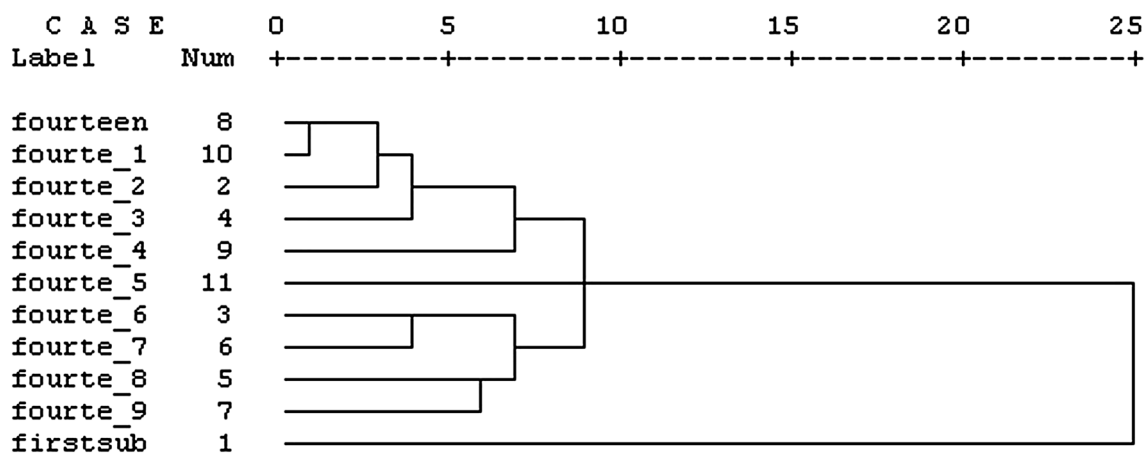 C A S E 0 5 10 15 20 25
Label Num +---------+---------+---------+---------+---------+
fourteen 8
fourte_1 10
fourte_2 2
fourte_3 4
fourte_4 9
fourte_5 11
fourte_6 3
fourte_7 6
fourte_8 5
fourte_9 7
firstsub 1